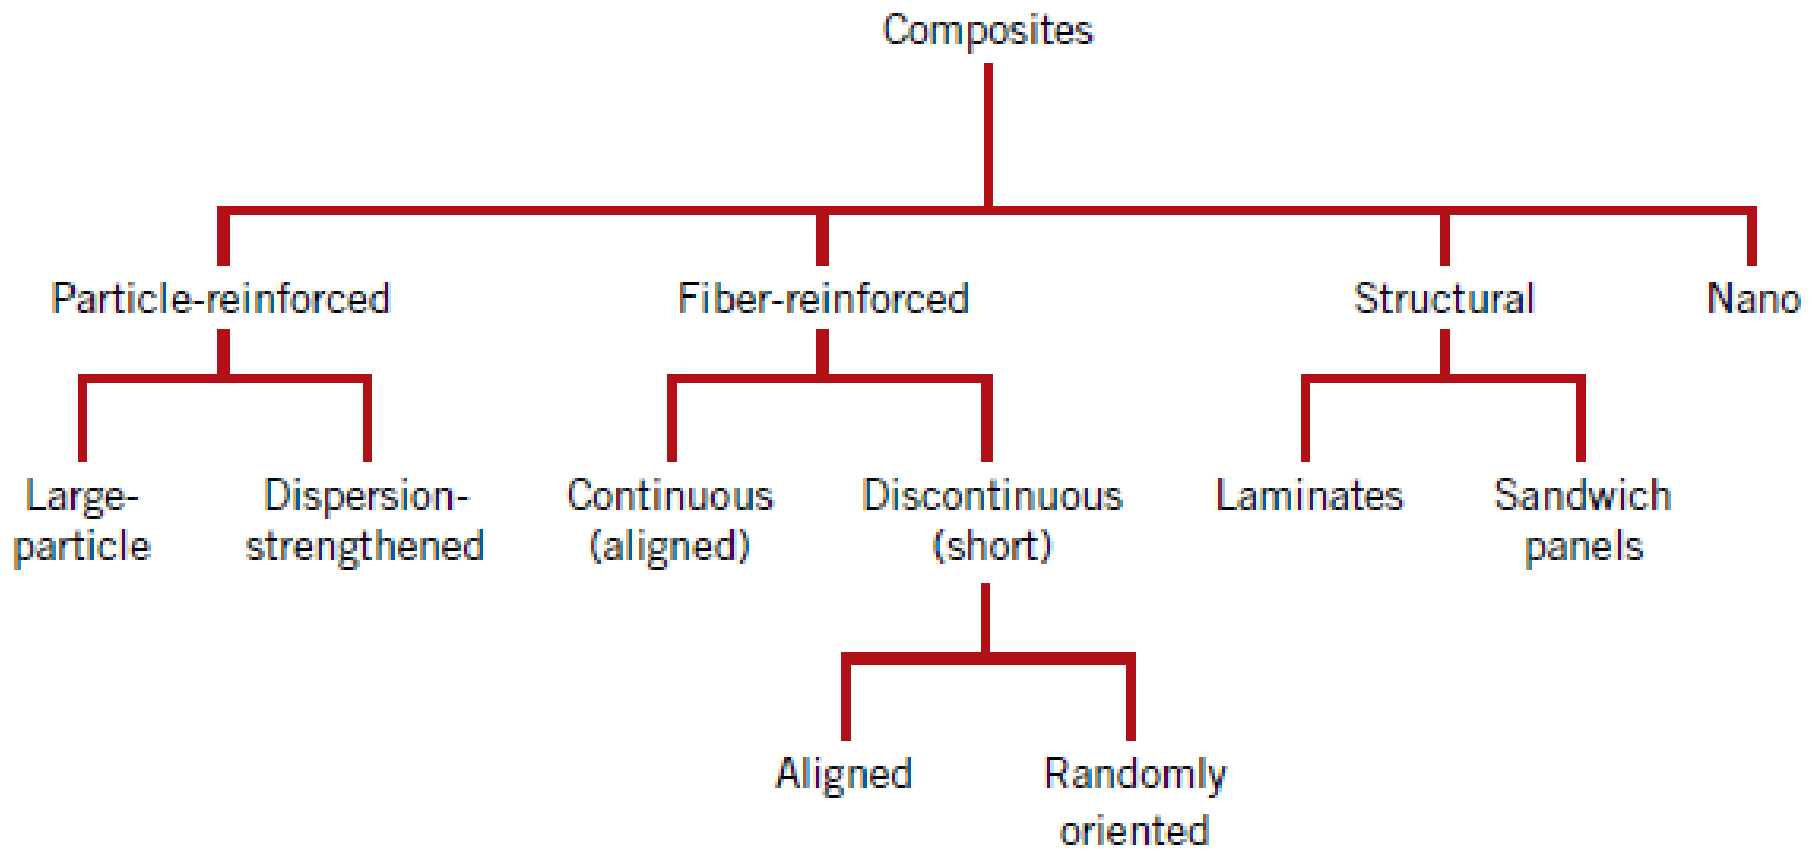 Composites
Particle-reinforced
Fiber-reinforced
Structural
Nano
Large-
particle
Dispersion-
strengthened
Continuous
(aligned)
Discontinuous
(short)
Laminates
Sandwich
panels
Aligned
Randomly
oriented